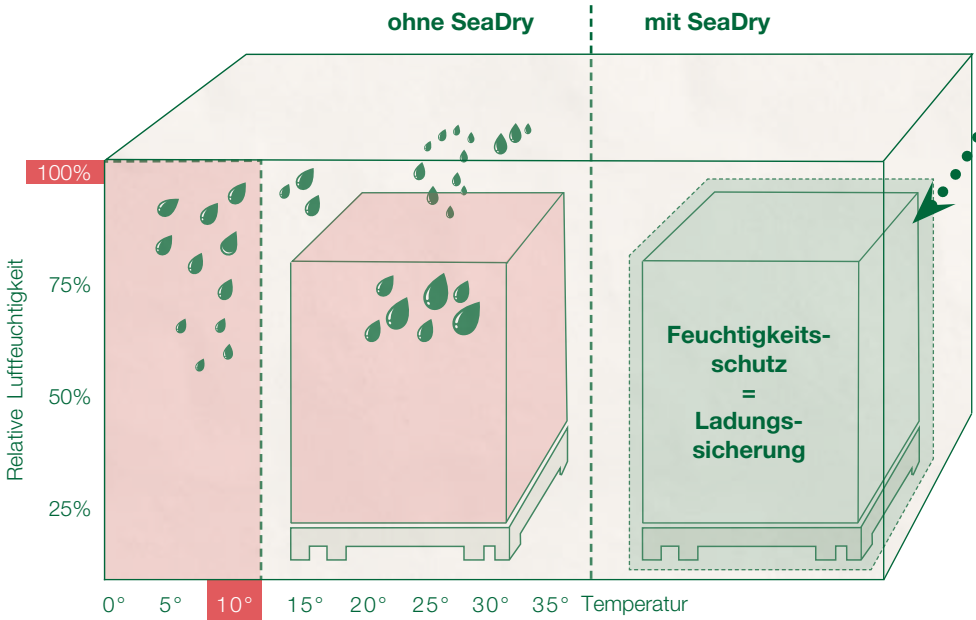 ohne SeaDry
mit SeaDry
100%
75%
50%
25%
Relative Luftfeuchtigkeit
Feuchtigkeits-
schutz
=
Ladungs-
sicherung
0° 5° 10° 15° 20° 25° 30° 35° Temperatur